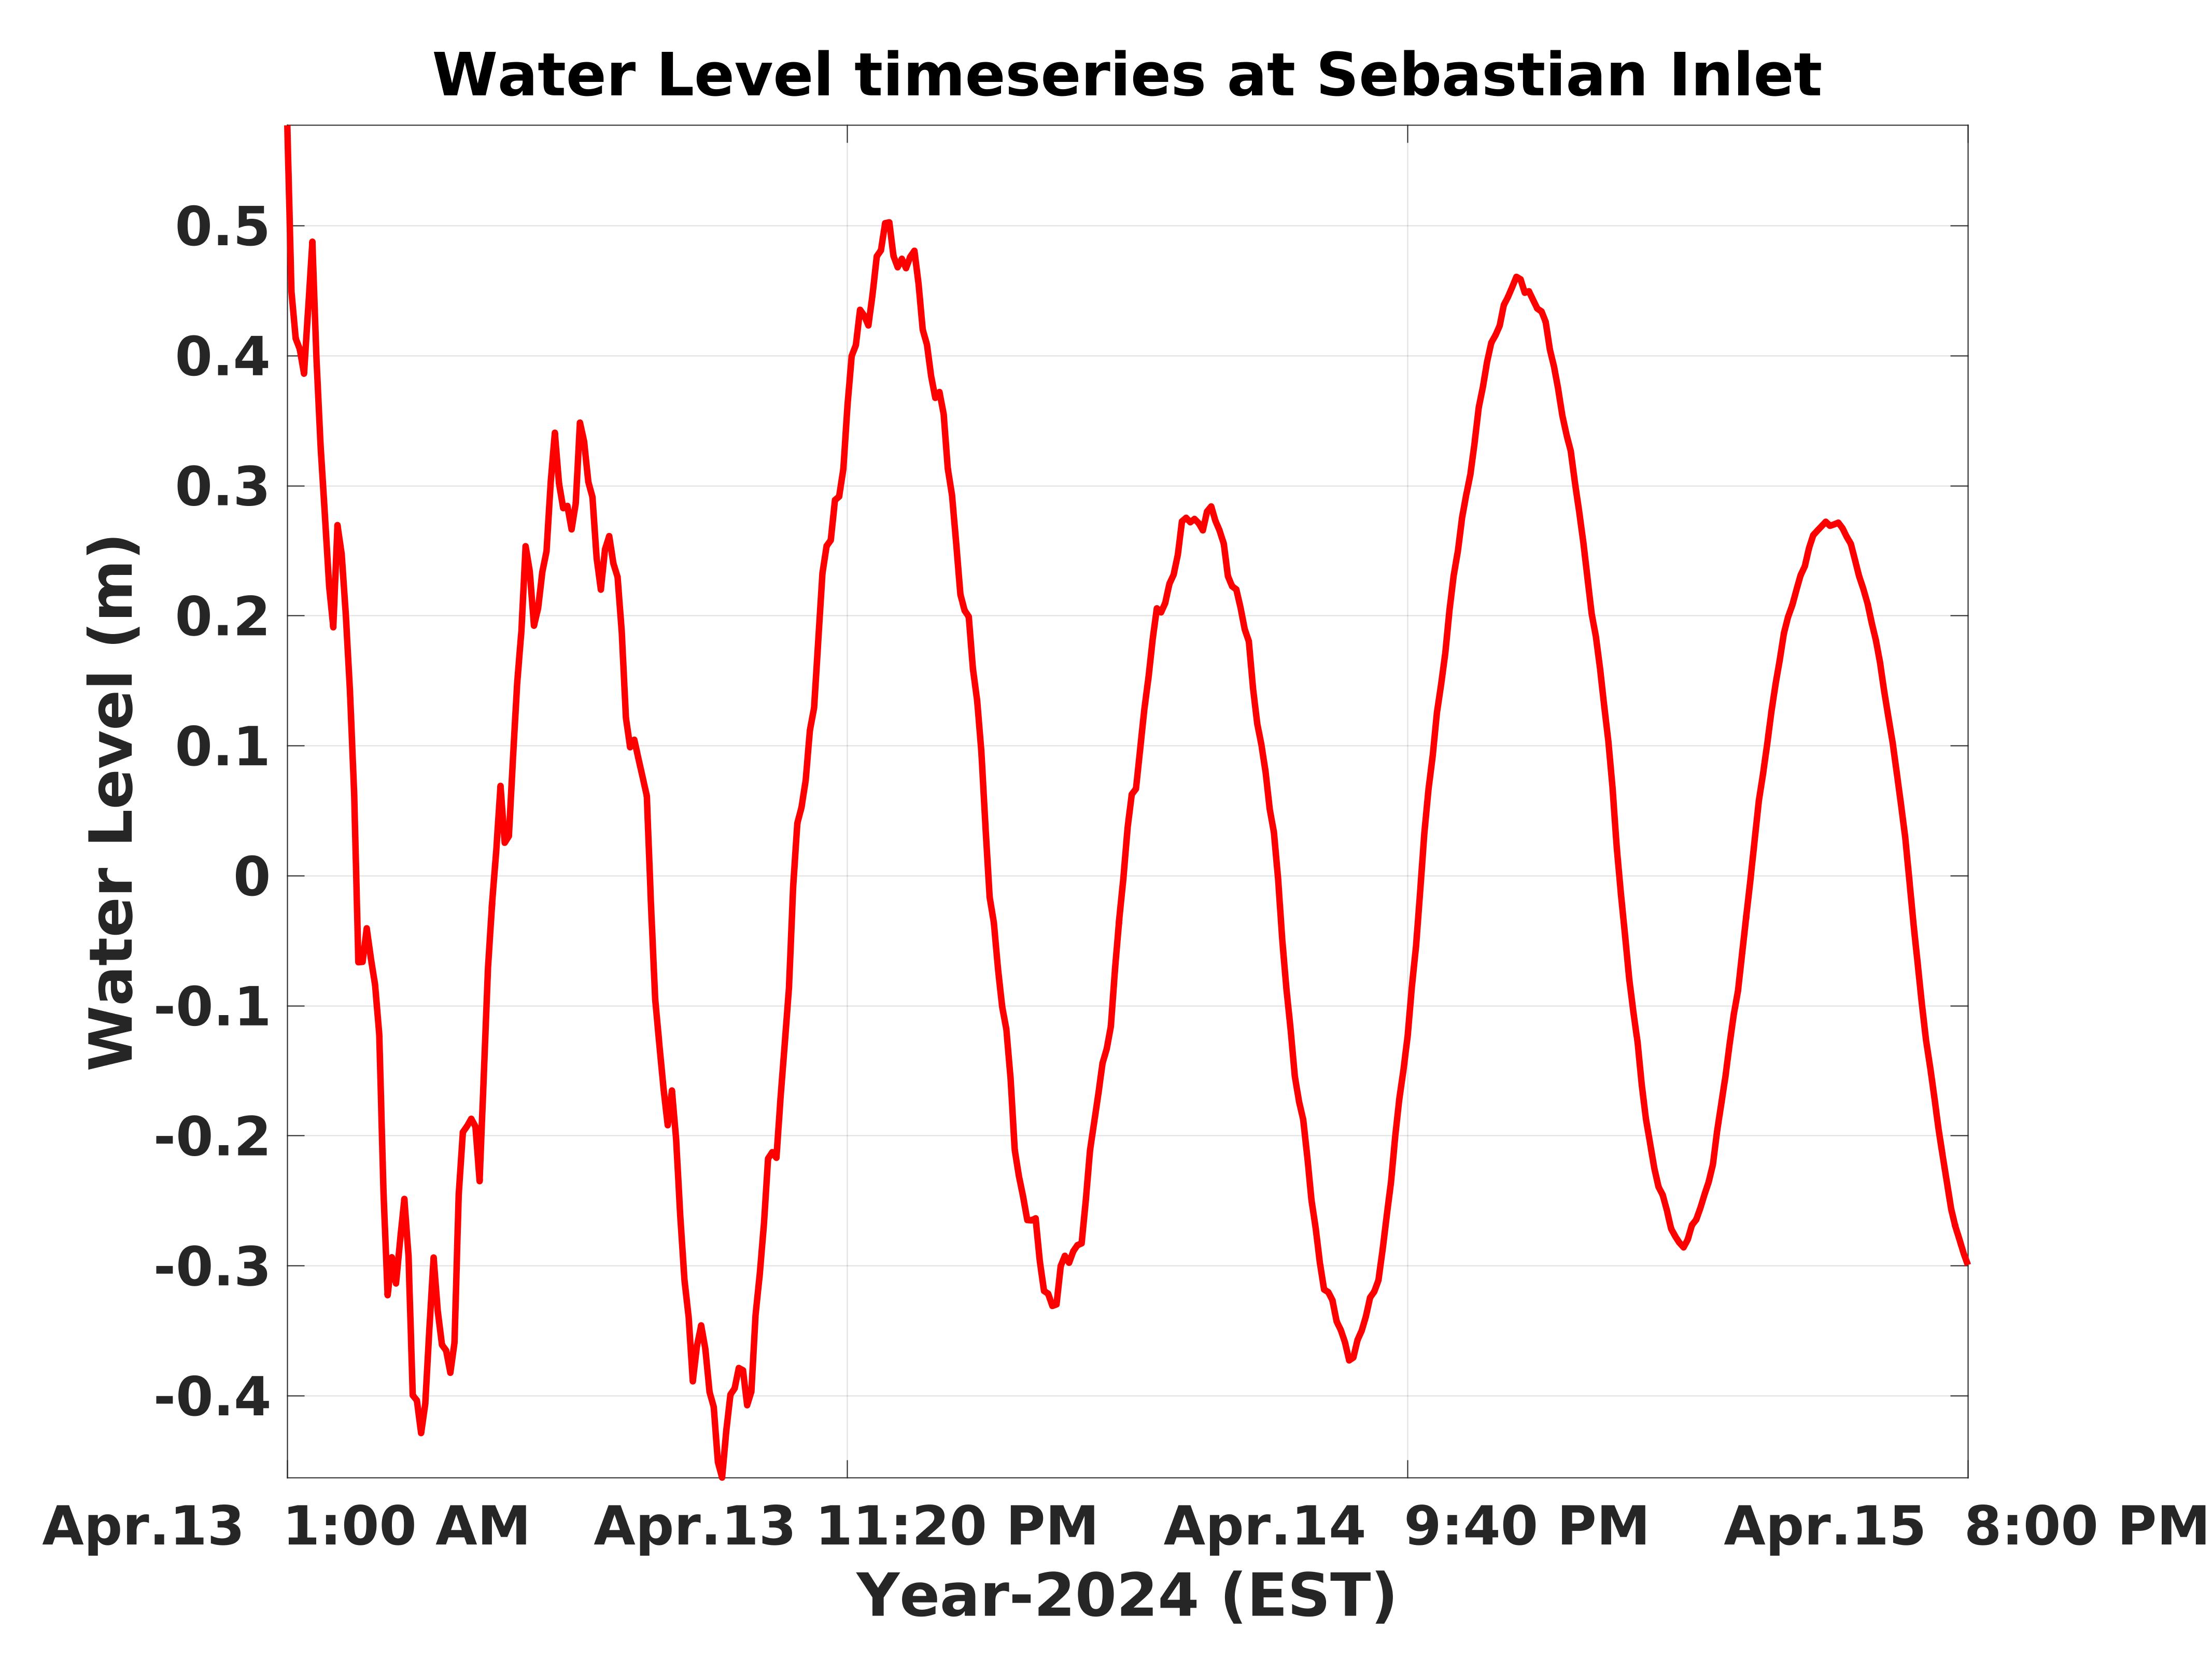 Water Level timeseries at Sebastian Inlet
Water Level (m)
0.5
0.4
0.3
0.2
0.1
0
-0.1
-0.2
-0.3
-0.4
Apr.13 1:00 AM
Apr.13 11:20 PM
Apr.14 9:40 PM
Apr.15 8:00 PM
Year-2024 (EST)